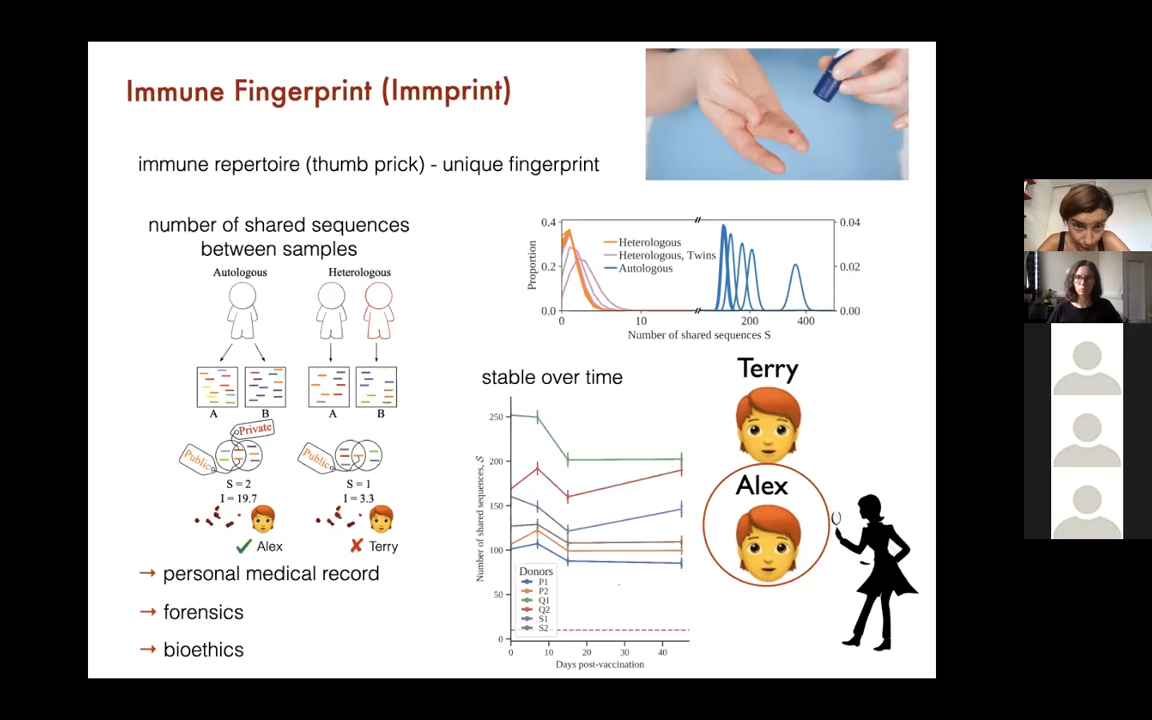 Immune Fingerprint (Immprint)
immune repertoire (thumb prick) - unique fingerprint
number of shared sequences
between samples
Autologous
Heterologous
A
B
A
B
Private
Public
Public
S = 2
I = 19.7
S = 1
I = 3.3
✓ Alex
✗ Terry
→ personal medical record
→ forensics
→ bioethics
0.4
0.2
0.0
Proportion
Heterologous
Heterologous, Twins
Autologous
0.04
0.02
0.00
0
10
200
400
Number of shared sequences S
stable over time
250
200
150
100
50
0
Number of shared sequences, S
Donors
P1
P2
Q1
Q2
S1
S2
0
10
20
30
40
Days post-vaccination
Terry
Alex